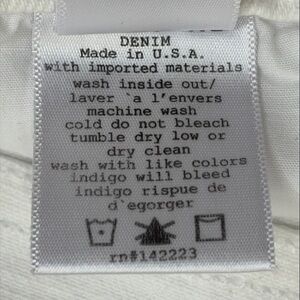 DENIM
Made in U.S.A.
with imported materials
wash inside out/
laver `a l'envers
machine wash
cold do not bleach
tumble dry low or
dry clean
wash with like colors
indigo will bleed
indigo rispue de
d`egorger
rn#142223